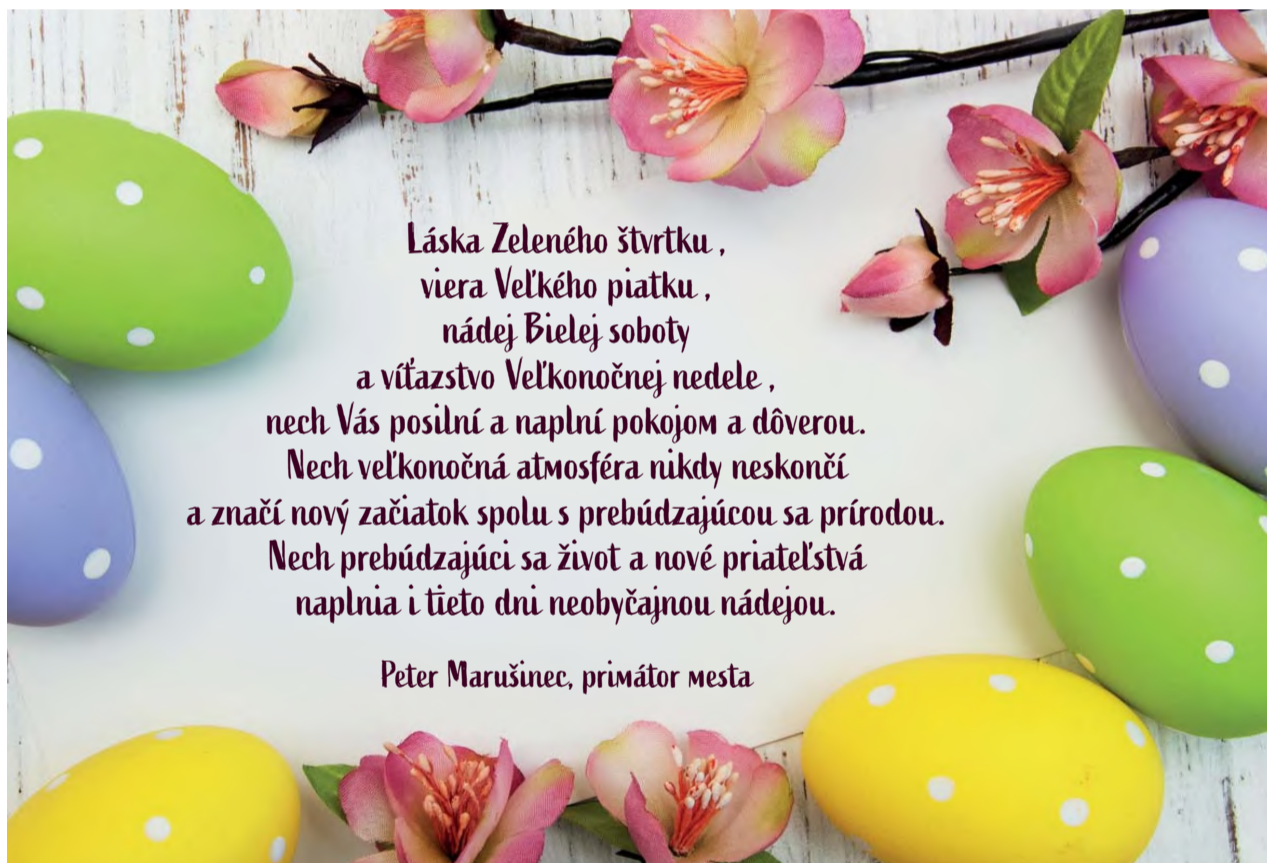 Láska Zeleného štvrtku ,
viera Veľkého piatku ,
nádej Bielej soboty
a víťazstvo Veľkonočnej nedele ,
nech Vás posilní a naplní pokojom a dôverou.
Nech veľkonočná atmosféra nikdy neskončí
a značí nový začiatok spolu s prebúdzajúcou sa prírodou.
Nech prebúdzajúci sa život a nové priateľstvá
naplnia i tieto dni neobyčajnou nádejou.
Peter Marušinec, primátor mesta